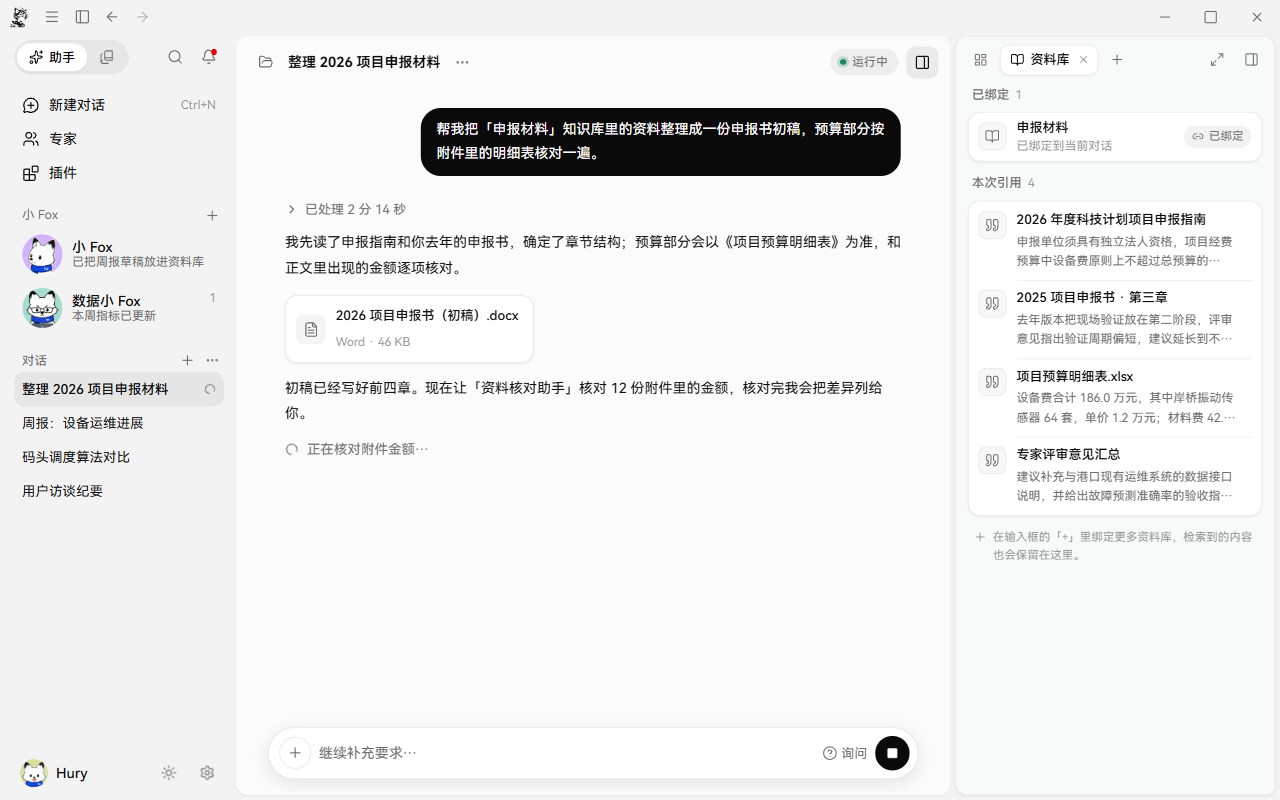 助手
新建对话
Ctrl+N
专家
插件
小 Fox
小 Fox
已把周报草稿放进资料库
数据小 Fox
1
本周指标已更新
对话
整理 2026 项目申报材料
周报：设备运维进展
码头调度算法对比
用户访谈纪要
Hury
整理 2026 项目申报材料
运行中
帮我把「申报材料」知识库里的资料整理成一份申报书初稿，预算部分按
附件里的明细表核对一遍。
已处理 2 分 14 秒
我先读了申报指南和你去年的申报书，确定了章节结构；预算部分会以《项目预算明细表》为准，和
正文里出现的金额逐项核对。
2026 项目申报书（初稿）.docx
Word · 46 KB
初稿已经写好前四章。现在让「资料核对助手」核对 12 份附件里的金额，核对完我会把差异列给
你。
正在核对附件金额…
继续补充要求…
询问
资料库
已绑定 1
申报材料
已绑定到当前对话
已绑定
本次引用 4
2026 年度科技计划项目申报指南
申报单位须具有独立法人资格，项目经费
预算中设备费原则上不超过总预算的…
2025 项目申报书 · 第三章
去年版本把现场验证放在第二阶段，评审
意见指出验证周期偏短，建议延长到不…
项目预算明细表.xlsx
设备费合计 186.0 万元，其中岸桥振动传
感器 64 套，单价 1.2 万元；材料费 42.…
专家评审意见汇总
建议补充与港口现有运维系统的数据接口
说明，并给出故障预测准确率的验收指…
在输入框的「+」里绑定更多资料库，检索到的内容
也会保留在这里。